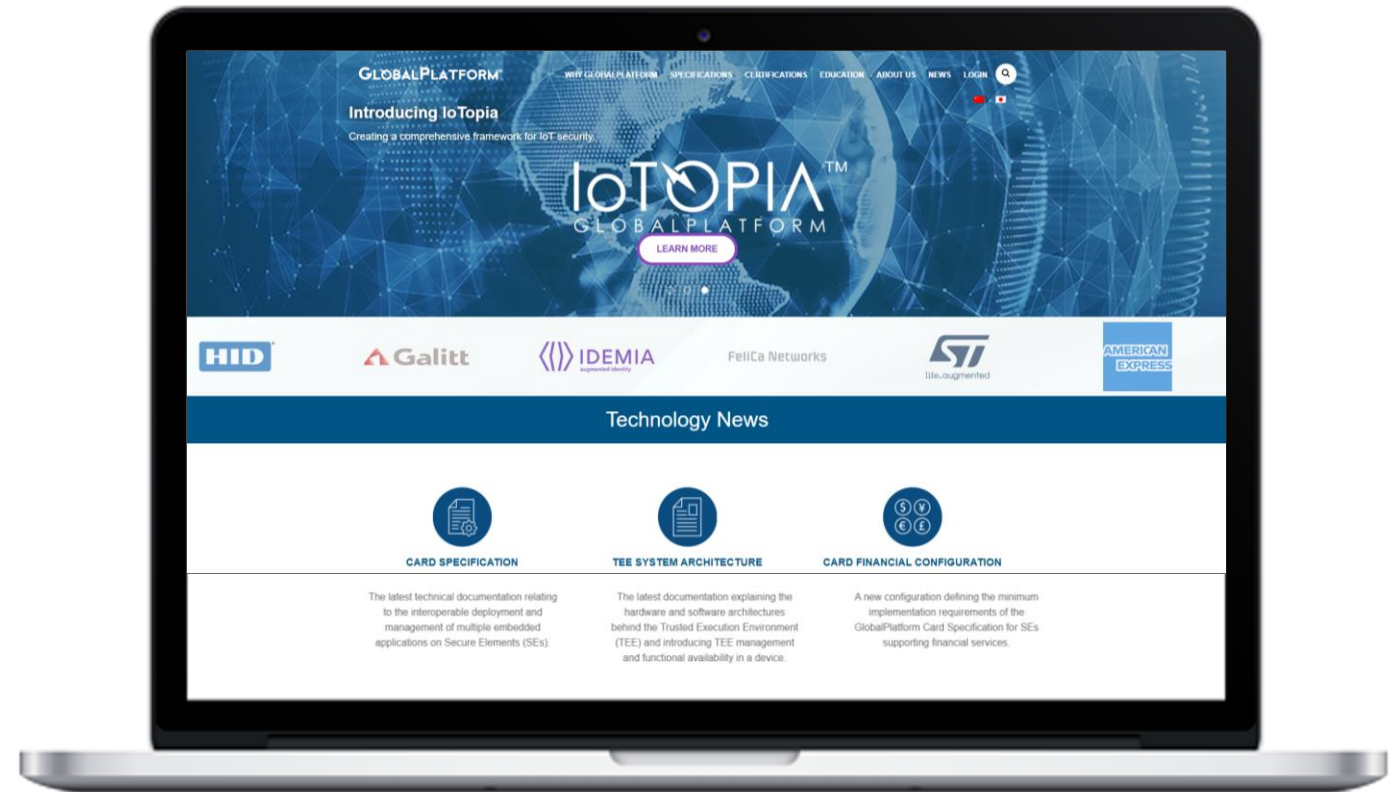 GLOBALPLATFORM®
WHY GLOBALPLATFORM SPECIFICATIONS CERTIFICATIONS EDUCATION ABOUT US NEWS LOGIN
Introducing IoTopia
Creating a comprehensive framework for IoT security.
IoTOPIA™
GLOBALPLATFORM
LEARN MORE
HID
Galitt
IDEMIA
augmented identity
FeliCa Networks
ST
life.augmented
AMERICAN
EXPRESS
Technology News
CARD SPECIFICATION
The latest technical documentation relating
to the interoperable deployment and
management of multiple embedded
applications on Secure Elements (SEs).
TEE SYSTEM ARCHITECTURE
The latest documentation explaining the
hardware and software architectures
behind the Trusted Execution Environment
(TEE) and introducing TEE management
and functional availability in a device.
CARD FINANCIAL CONFIGURATION
A new configuration defining the minimum
implementation requirements of the
GlobalPlatform Card Specification for SEs
supporting financial services.